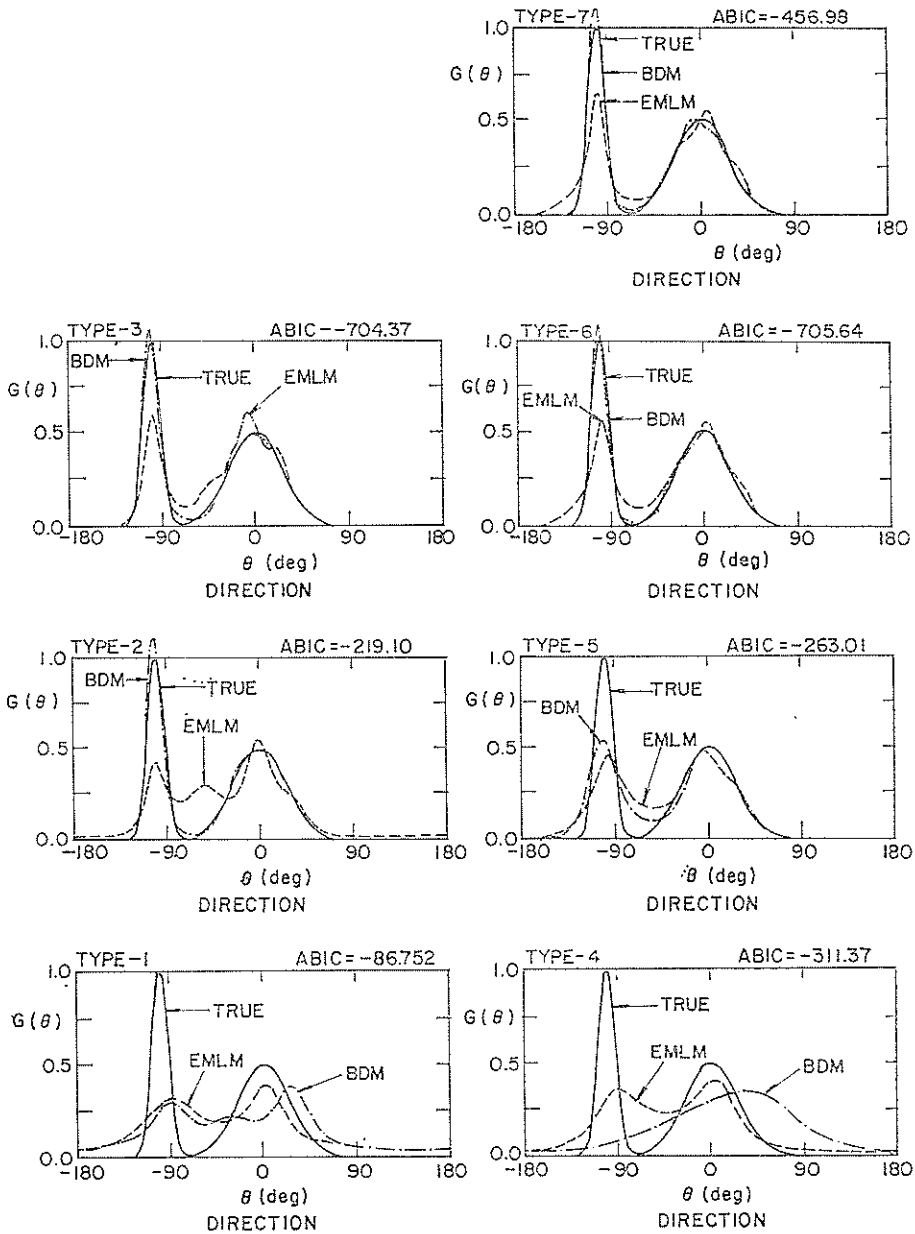 TYPE-7 ABIC=-456.98
1.0
TRUE
G(θ)
BDM
EMLM
0.5
0.0
-180 -90 0 90 180
θ (deg)
DIRECTION
TYPE-3 ABIC--704.37
1.0
BDM
TRUE
EMLM
G(θ)
0.5
0.0
-180 -90 0 90 180
θ (deg)
DIRECTION
TYPE-6 ABIC=-705.64
1.0
TRUE
G(θ)
EMLM
BDM
0.5
0.0
-180 -90 0 90 180
θ (deg)
DIRECTION
TYPE-2 ABIC=-219.10
1.0
BDM
TRUE
G(θ)
EMLM
0.5
0.0
-180 -90 0 90 180
θ (deg)
DIRECTION
TYPE-5 ABIC=-263.01
1.0
TRUE
G(θ)
BDM
EMLM
0.5
0.0
-180 -90 0 90 180
θ (deg)
DIRECTION
TYPE-1 ABIC=-86.752
1.0
TRUE
G(θ)
EMLM
BDM
0.5
0.0
-180 -90 0 90 180
θ (deg)
DIRECTION
TYPE-4 ABIC=-311.37
1.0
TRUE
G(θ)
EMLM
BDM
0.5
0.0
-180 -90 0 90 180
θ (deg)
DIRECTION